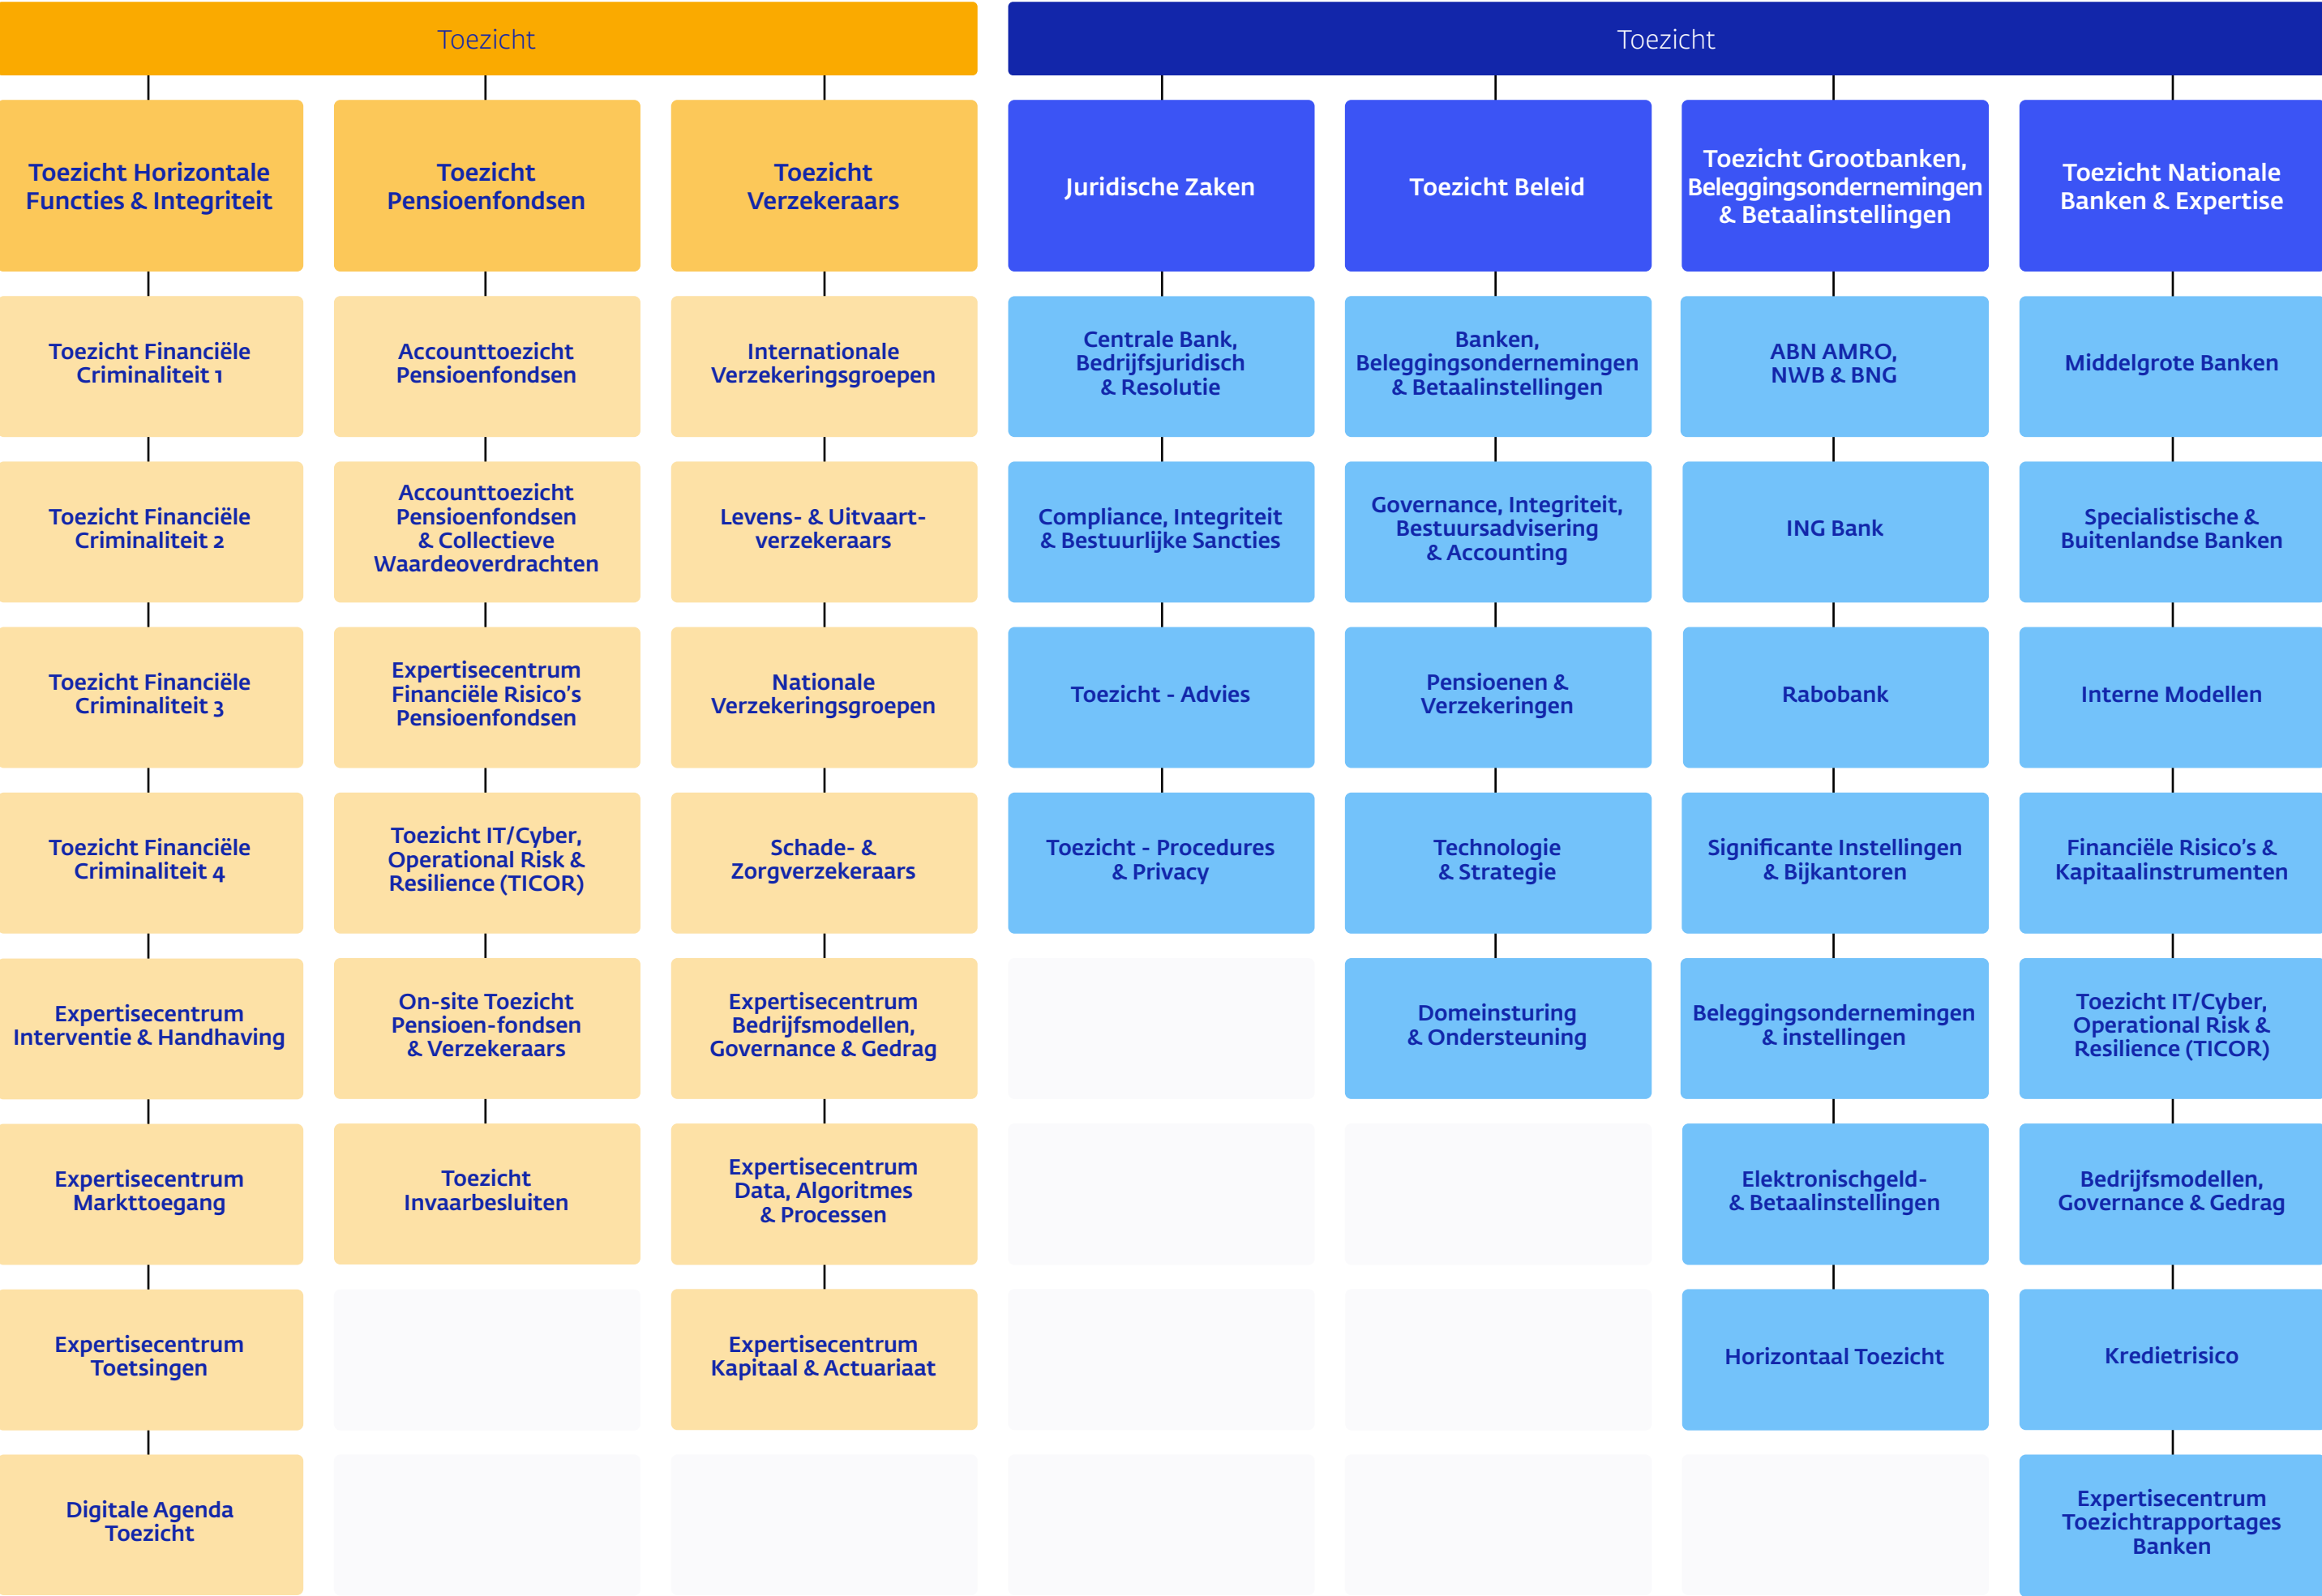 Toezicht
Toezicht Horizontale
Functies & Integriteit
Toezicht Financiële
Criminaliteit 1
Toezicht Financiële
Criminaliteit 2
Toezicht Financiële
Criminaliteit 3
Toezicht Financiële
Criminaliteit 4
Expertisecentrum
Interventie & Handhaving
Expertisecentrum
Markttoegang
Expertisecentrum
Toetsingen
Digitale Agenda
Toezicht
Toezicht
Pensioenfondsen
Accounttoezicht
Pensioenfondsen
Accounttoezicht
Pensioenfondsen
& Collectieve
Waardeoverdrachten
Expertisecentrum
Financiële Risico’s
Pensioenfondsen
Toezicht IT/Cyber,
Operational Risk &
Resilience (TICOR)
On-site Toezicht
Pensioen-fondsen
& Verzekeraars
Toezicht
Invaarbesluiten
Toezicht
Verzekeraars
Internationale
Verzekeringsgroepen
Levens- & Uitvaart-
verzekeraars
Nationale
Verzekeringsgroepen
Schade- &
Zorgverzekeraars
Expertisecentrum
Bedrijfsmodellen,
Governance & Gedrag
Expertisecentrum
Data, Algoritmes
& Processen
Expertisecentrum
Kapitaal & Actuariaat
Toezicht
Juridische Zaken
Centrale Bank,
Bedrijfsjuridisch
& Resolutie
Compliance, Integriteit
& Bestuurlijke Sancties
Toezicht - Advies
Toezicht - Procedures
& Privacy
Toezicht Beleid
Banken,
Beleggingsondernemingen
& Betaalinstellingen
Governance, Integriteit,
Bestuursadvisering
& Accounting
Pensioenen &
Verzekeringen
Technologie
& Strategie
Domeinsturing
& Ondersteuning
Toezicht Grootbanken,
Beleggingsondernemingen
& Betaalinstellingen
ABN AMRO,
NWB & BNG
ING Bank
Rabobank
Significante Instellingen
& Bijkantoren
Beleggingsondernemingen
& instellingen
Elektronischgeld-
& Betaalinstellingen
Horizontaal Toezicht
Toezicht Nationale
Banken & Expertise
Middelgrote Banken
Specialistische &
Buitenlandse Banken
Interne Modellen
Financiële Risico’s &
Kapitaalinstrumenten
Toezicht IT/Cyber,
Operational Risk &
Resilience (TICOR)
Bedrijfsmodellen,
Governance & Gedrag
Kredietrisico
Expertisecentrum
Toezichtrapportages
Banken